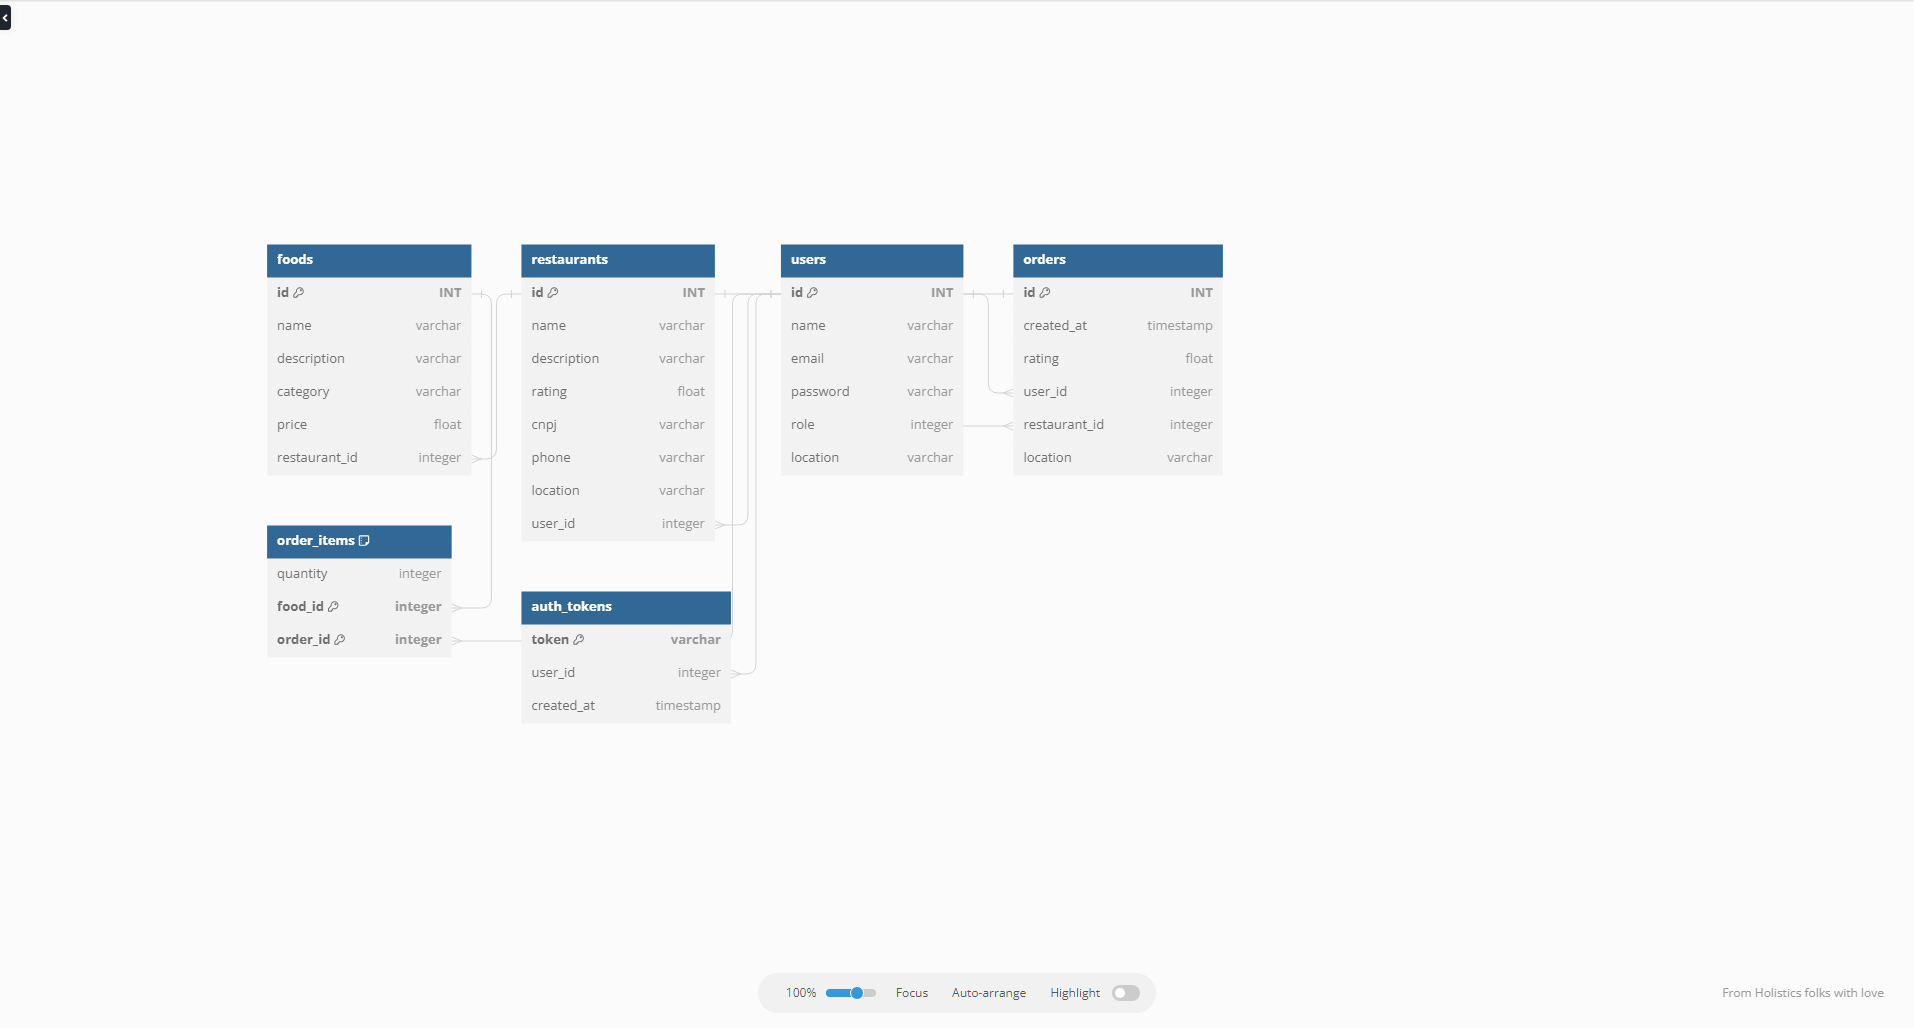 foods
id INT
name varchar
description varchar
category varchar
price float
restaurant_id integer
restaurants
id INT
name varchar
description varchar
rating float
cnpj varchar
phone varchar
location varchar
user_id integer
users
id INT
name varchar
email varchar
password varchar
role integer
location varchar
orders
id INT
created_at timestamp
rating float
user_id integer
restaurant_id integer
location varchar
order_items
quantity integer
food_id integer
order_id integer
auth_tokens
token varchar
user_id integer
created_at timestamp
100% Focus Auto-arrange Highlight
From Holistics folks with love